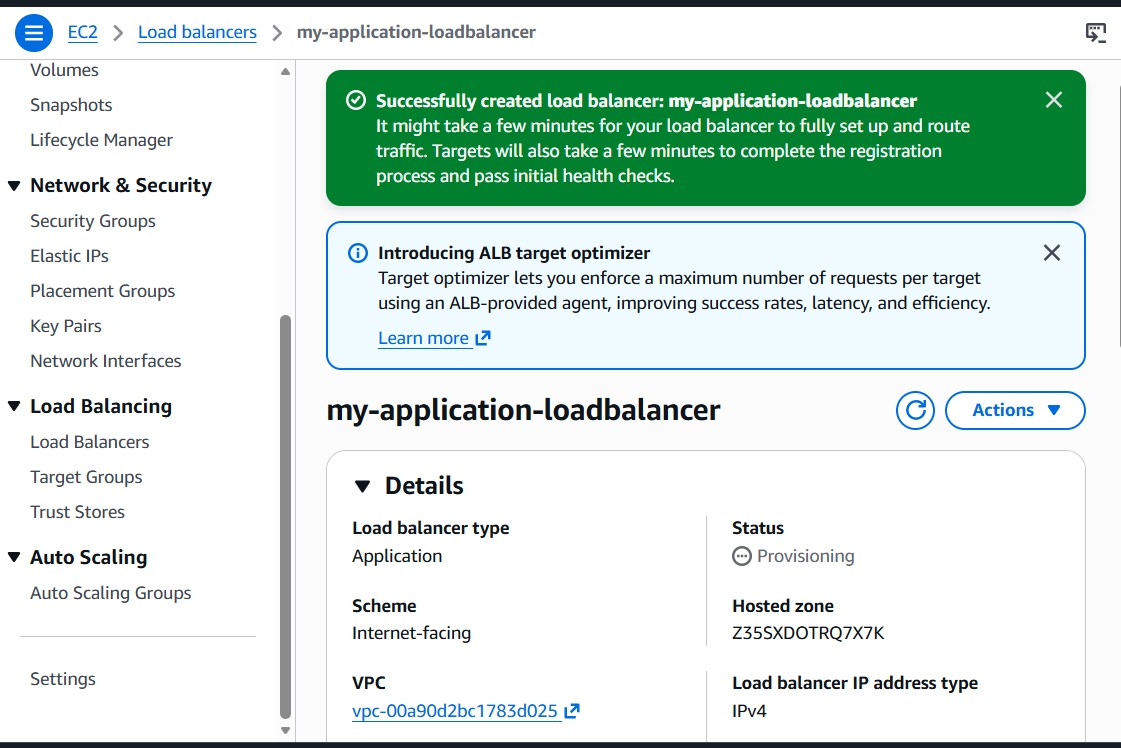 EC2 > Load balancers > my-application-loadbalancer
Volumes
Snapshots
Lifecycle Manager
Network & Security
Security Groups
Elastic IPs
Placement Groups
Key Pairs
Network Interfaces
Load Balancing
Load Balancers
Target Groups
Trust Stores
Auto Scaling
Auto Scaling Groups
Settings
Successfully created load balancer: my-application-loadbalancer
It might take a few minutes for your load balancer to fully set up and route
traffic. Targets will also take a few minutes to complete the registration
process and pass initial health checks.
Introducing ALB target optimizer
Target optimizer lets you enforce a maximum number of requests per target
using an ALB-provided agent, improving success rates, latency, and efficiency.
Learn more
my-application-loadbalancer
Actions
Details
Load balancer type
Application
Status
Provisioning
Scheme
Internet-facing
Hosted zone
Z35SXDOTRQ7X7K
VPC
vpc-00a90d2bc1783d025
Load balancer IP address type
IPv4